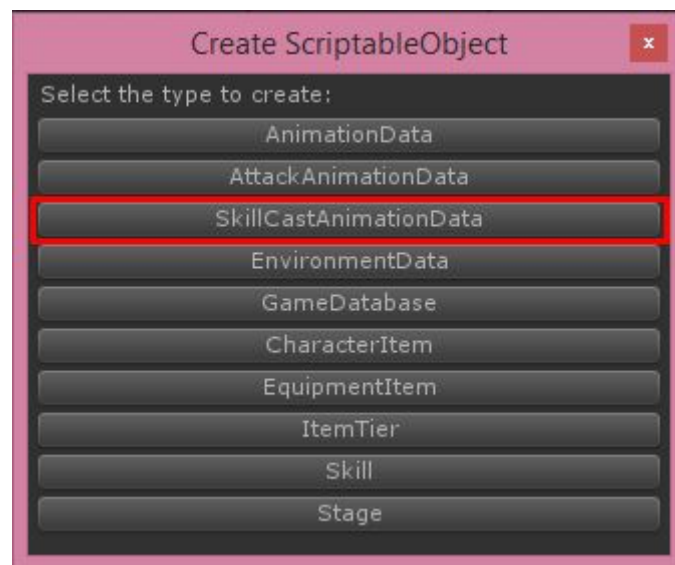 Create ScriptableObject
x
Select the type to create:
AnimationData
AttackAnimationData
SkillCastAnimationData
EnvironmentData
GameDatabase
CharacterItem
EquipmentItem
ItemTier
Skill
Stage